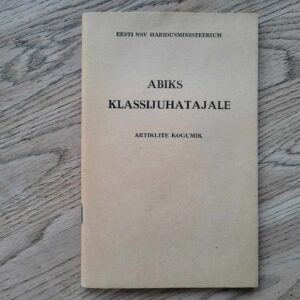 EESTI NSV HARIDUSMINISTEERIUM
ABIKS
KLASSIJUHATAJALE
ARTIKLITE KOGUMIK